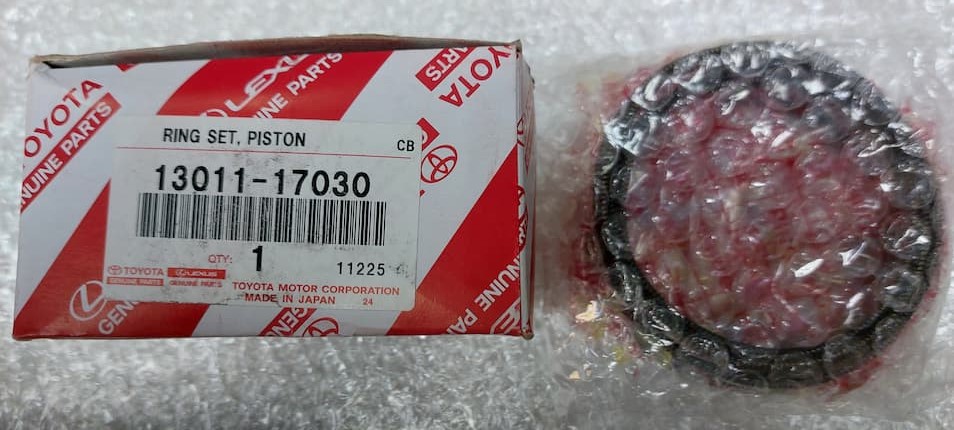 TOYOTA
GENUINE PARTS
LEXUS
GENUINE PARTS
TOYOTA
PARTS
RING SET, PISTON
CB
13011-17030
QTY: 1
11225
TOYOTA LEXUS
GENUINE PARTS GENUINE PARTS
TOYOTA MOTOR CORPORATION
MADE IN JAPAN 24